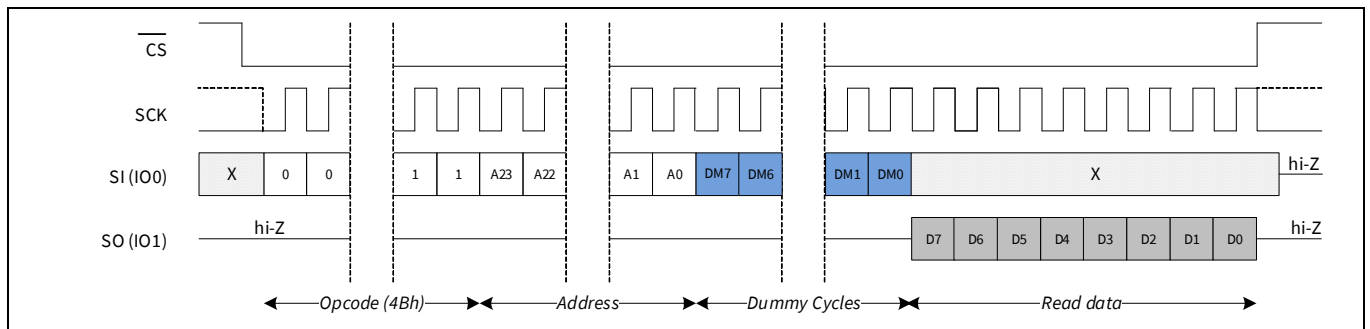 CS
SCK
SI (IO0) X 0 0 1 1 A23 A22 A1 A0 DM7 DM6 DM1 DM0 X hi-Z
SO (IO1) hi-Z D7 D6 D5 D4 D3 D2 D1 D0 hi-Z
Opcode (4Bh) Address Dummy Cycles Read data